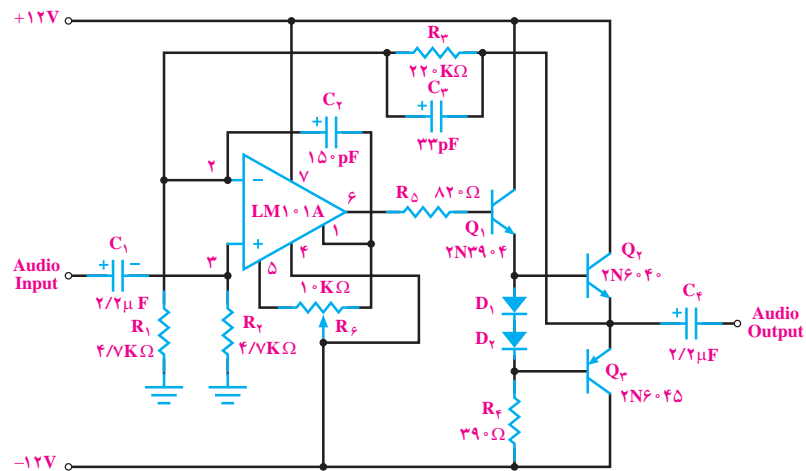 +۱۲V
R۳
۲۲۰KΩ
C۳
+
۳۳pF
C۲
+
۱۵۰pF
۲
−
۷
LM۱۰۱A
۶
۱
+
۳
۵
۴
R۵
۸۲۰Ω
Q۱
۲N۳۹۰۴
Q۲
۲N۶۰۴۰
C۱
+ −
۲/۲μF
Audio
Input
R۱
۴/۷KΩ
R۲
۴/۷KΩ
۱۰KΩ
R۶
D۱
D۲
C۴
+
۲/۲μF
Audio
Output
Q۳
۲N۶۰۴۵
R۴
۳۹۰Ω
−۱۲V